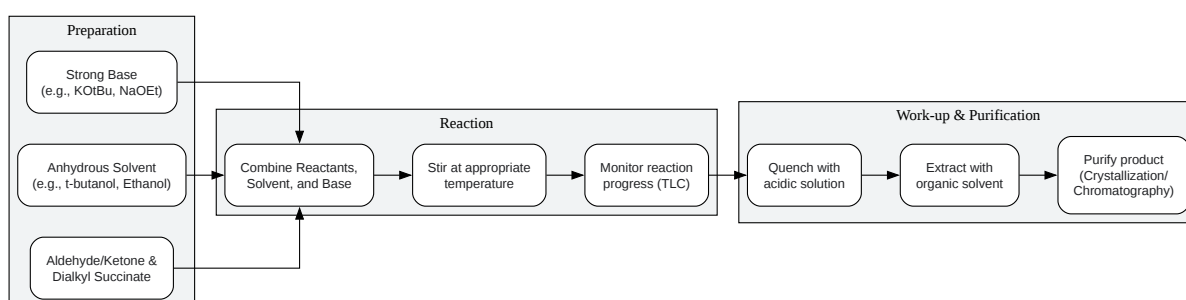 Preparation
Strong Base
(e.g., KOtBu, NaOEt)
Anhydrous Solvent
(e.g., t-butanol, Ethanol)
Aldehyde/Ketone &
Dialkyl Succinate
Reaction
Combine Reactants,
Solvent, and Base
Stir at appropriate
temperature
Monitor reaction
progress (TLC)
Work-up & Purification
Quench with
acidic solution
Extract with
organic solvent
Purify product
(Crystallization/
Chromatography)